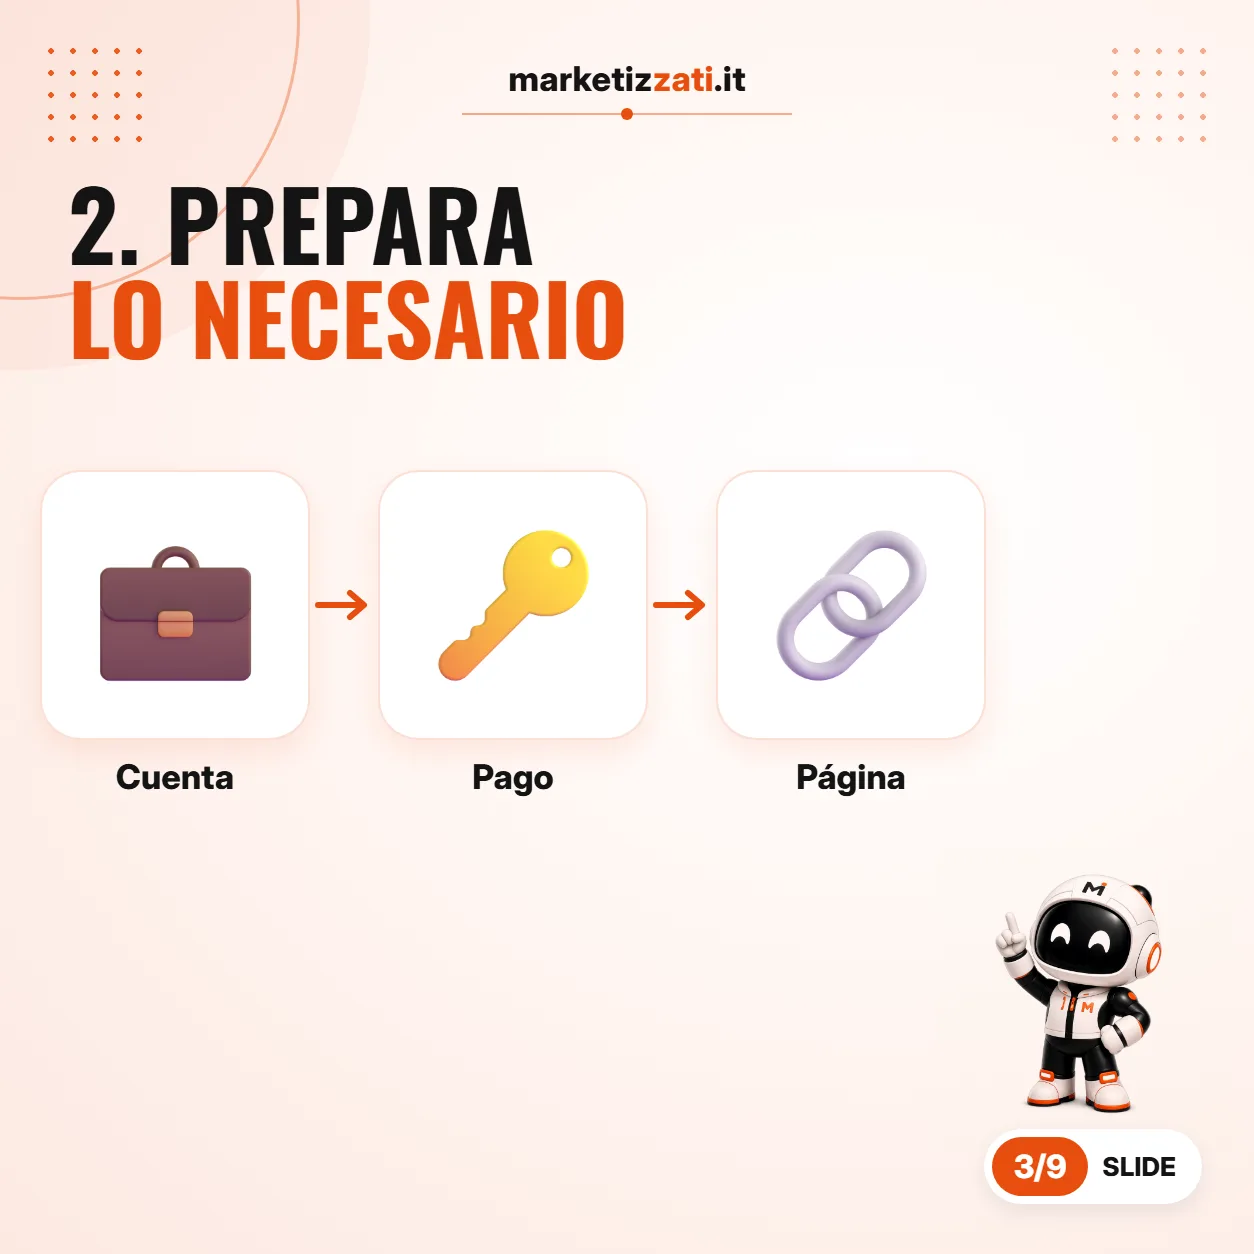 marketizzati.it
2. PREPARA
LO NECESARIO
Cuenta
Pago
Página
M
M
3/9 SLIDE